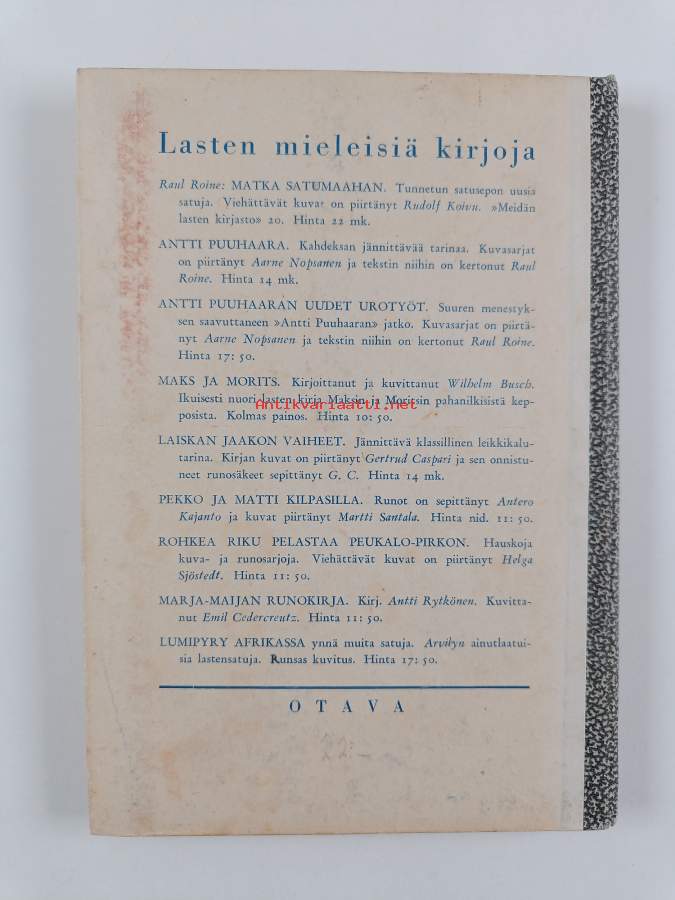 Lasten mieleisiä kirjoja
Raul Roine: MATKA SATUMAAHAN. Tunnetun satusepon uusia
satuja. Viehättävät kuvat on piirtänyt Rudolf Koivu. »Meidän
lasten kirjasto» 20. Hinta 22 mk.
ANTTI PUUHAARA. Kahdeksan jännittävää tarinaa. Kuvasarjat
on piirtänyt Aarne Nopsanen ja tekstin niihin on kertonut Raul
Roine. Hinta 14 mk.
ANTTI PUUHAARAN UUDET UROTYÖT. Suuren menestyk-
sen saavuttaneen »Antti Puuhaaran» jatko. Kuvasarjat on piirtä-
nyt Aarne Nopsanen ja tekstin niihin on kertonut Raul Roine.
Hinta 17: 50.
MAKS JA MORITS. Kirjoittanut ja kuvittanut Wilhelm Busch.
Ikuisesti nuori lasten kirja Maksin ja Moritsin pahanilkisistä kep-
Antikvariaatti.net
posista. Kolmas painos. Hinta 10: 50.
LAISKAN JAAKON VAIHEET. Jännittävä klassillinen leikkikalu-
tarina. Kirjan kuvat on piirtänyt Gertrud Caspari ja sen onnistu-
neet runosäkeet sepittänyt G. C. Hinta 14 mk.
PEKKO JA MATTI KILPASILLA. Runot on sepittänyt Antero
Kajanto ja kuvat piirtänyt Martti Santala. Hinta nid. 11: 50.
ROHKEA RIKU PELASTAA PEUKALO-PIRKON. Hauskoja
kuva- ja runosarjoja. Viehättävät kuvat on piirtänyt Helga
Sjöstedt. Hinta 11: 50.
MARJA-MAIJAN RUNOKIRJA. Kirj. Antti Rytkönen. Kuvitta-
nut Emil Cedercreutz. Hinta 11: 50.
LUMIPYRY AFRIKASSA ynnä muita satuja. Arvilyn ainutlaatui-
sia lastensatuja. Runsas kuvitus. Hinta 17: 50.
OTAVA
22:–